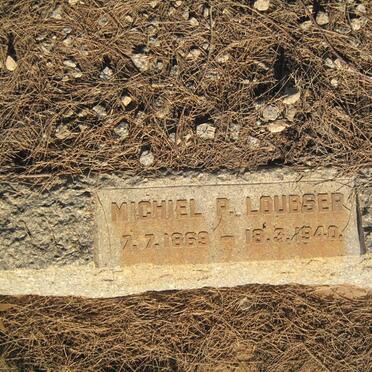 MICHIEL P. LOUBSER
7.7.1869 – 18.3.1940.